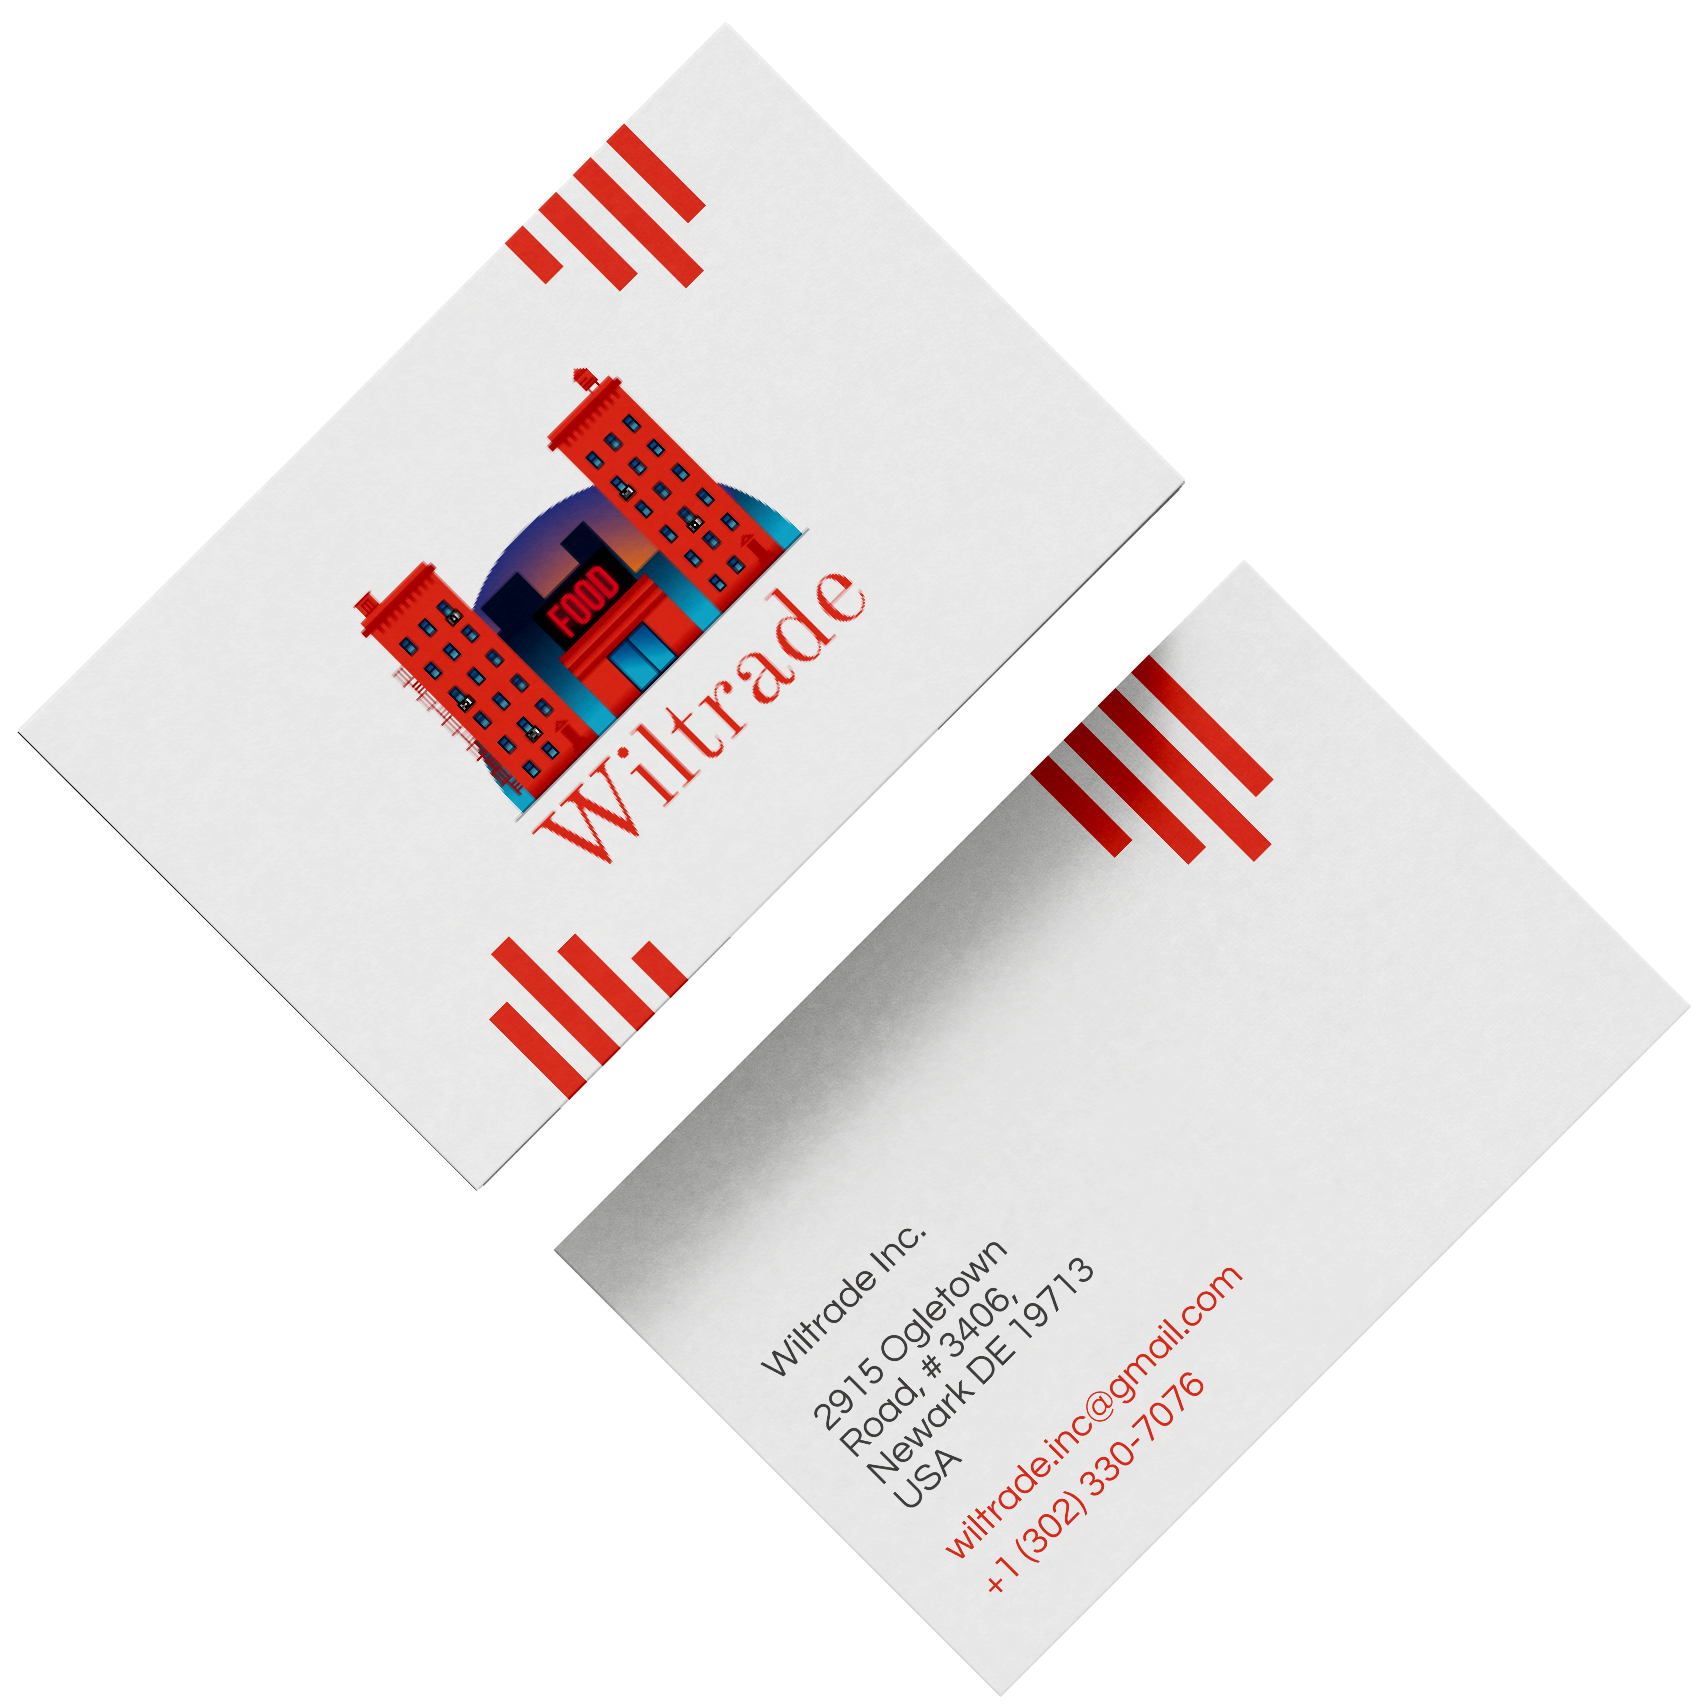 FOOD
Wiltrade
Wiltrade Inc.
2915 Ogletown
Road, # 3406,
Newark DE 19713
USA
wiltrade.inc@gmail.com
+1 (302) 330-7076